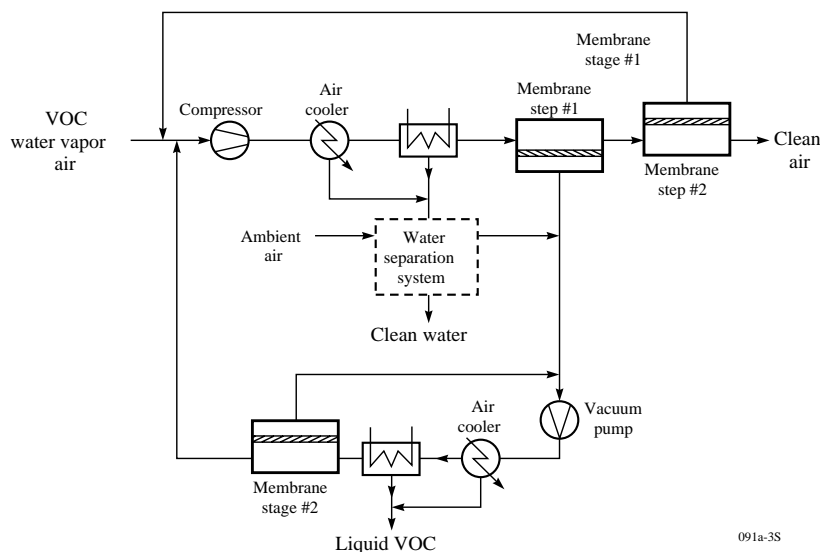 Membrane
stage #1
Compressor
Air
cooler
Membrane
step #1
VOC
water vapor
air
Clean
air
Membrane
step #2
Ambient
air
Water
separation
system
Clean water
Air
cooler
Vacuum
pump
Membrane
stage #2
Liquid VOC
091a-3S